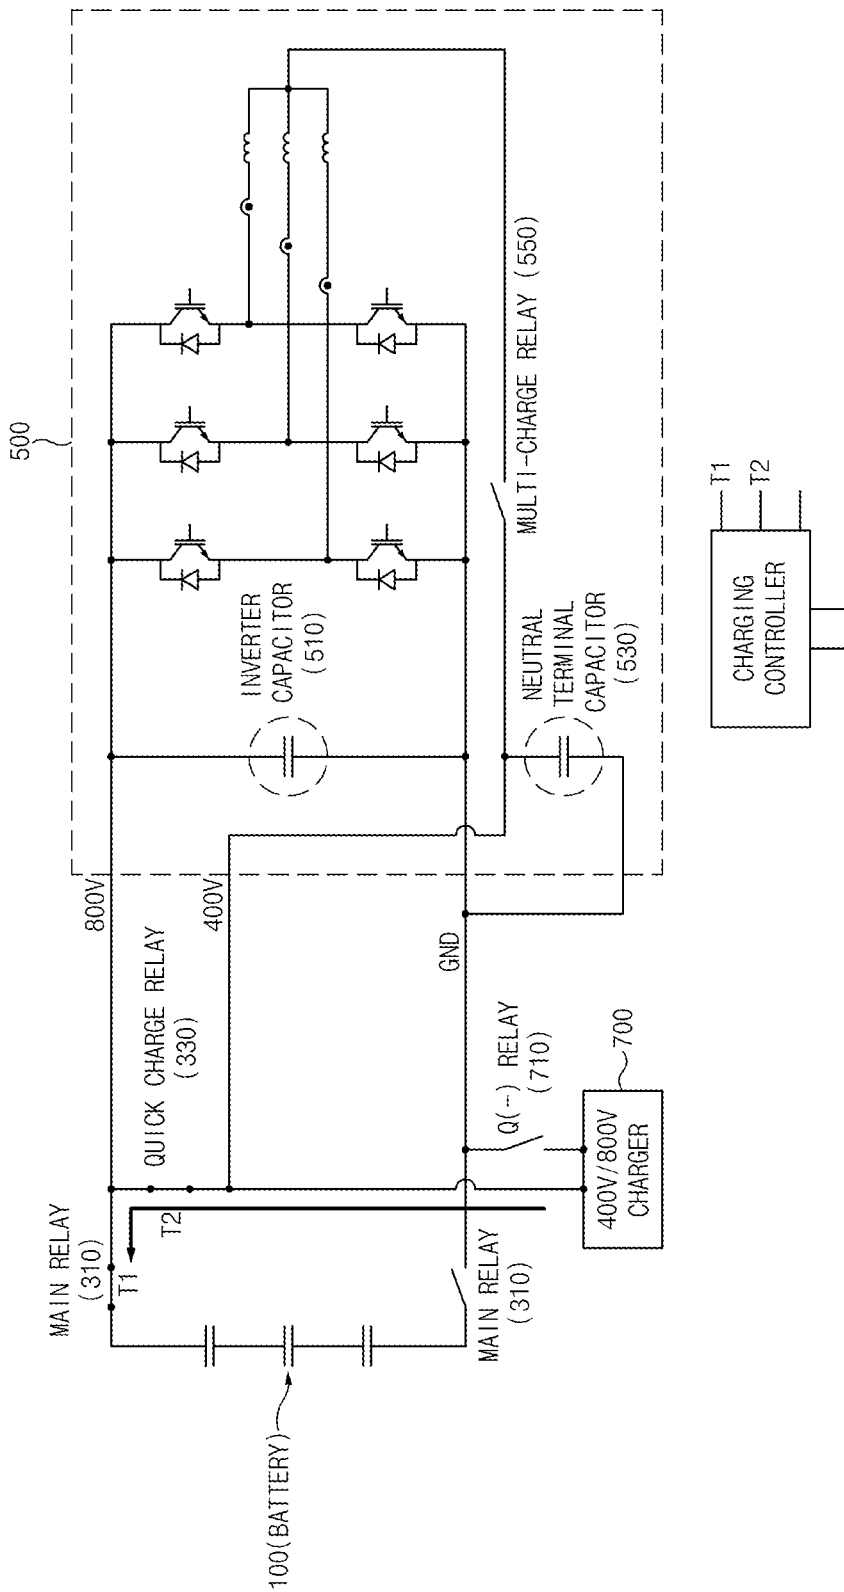 500
800V
400V
GND
INVERTER
CAPACITOR
(510)
NEUTRAL
TERMINAL
CAPACITOR
(530)
MULTI-CHARGE RELAY (550)
QUICK CHARGE RELAY
(330)
MAIN RELAY
(310)
T1
T2
MAIN RELAY
(310)
Q(-) RELAY
(710)
700
400V/800V
CHARGER
100(BATTERY)
CHARGING
CONTROLLER
T1
T2